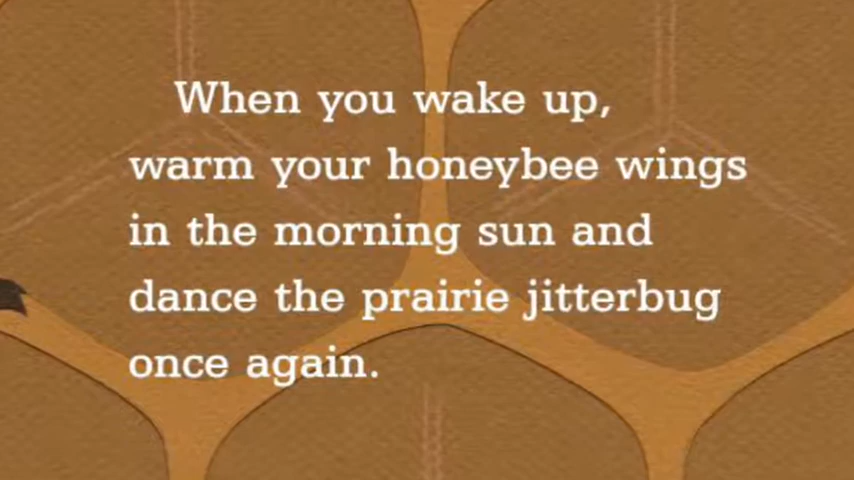 When you wake up,
warm your honeybee wings
in the morning sun and
dance the prairie jitterbug
once again.